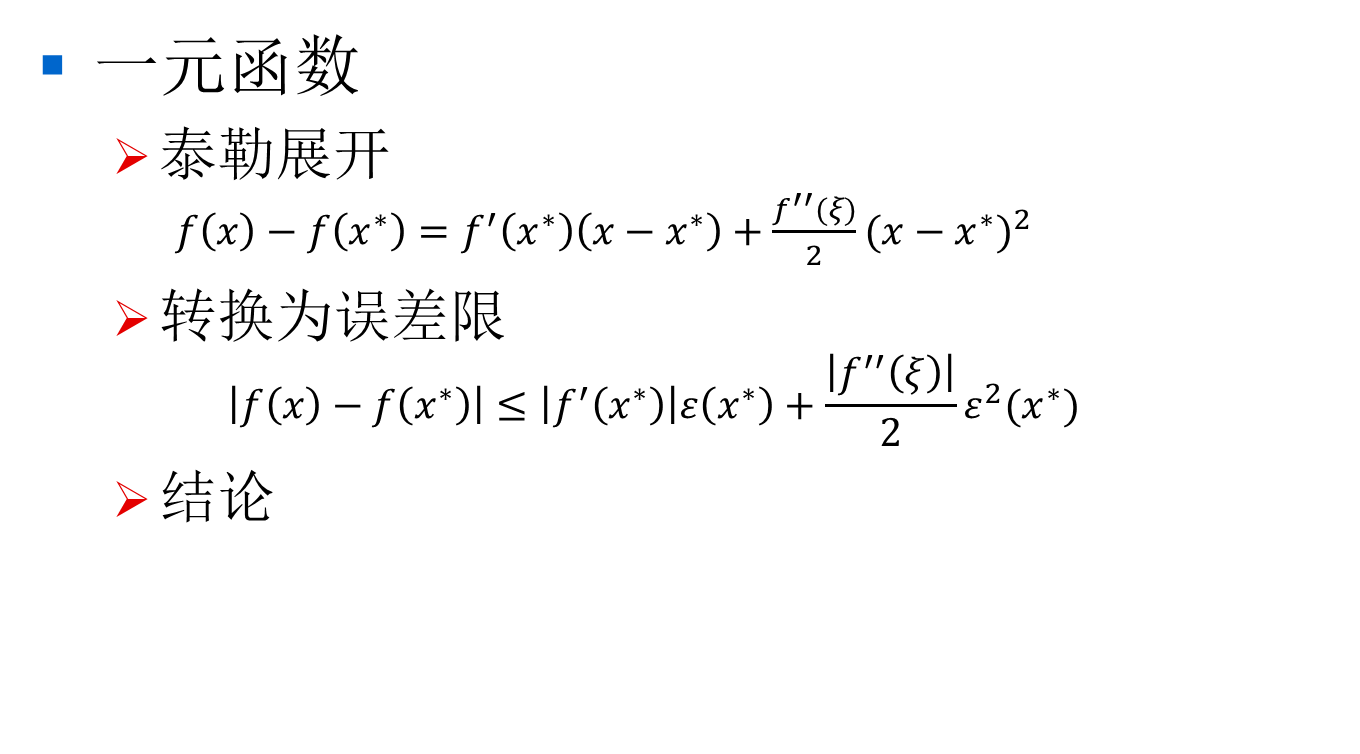 一元函数
泰勒展开
f(x) − f(x*) = f′(x*)(x − x*) + f″(ξ)/2 (x − x*)²
转换为误差限
|f(x) − f(x*)| ≤ |f′(x*)|ε(x*) + |f″(ξ)|/2 ε²(x*)
结论